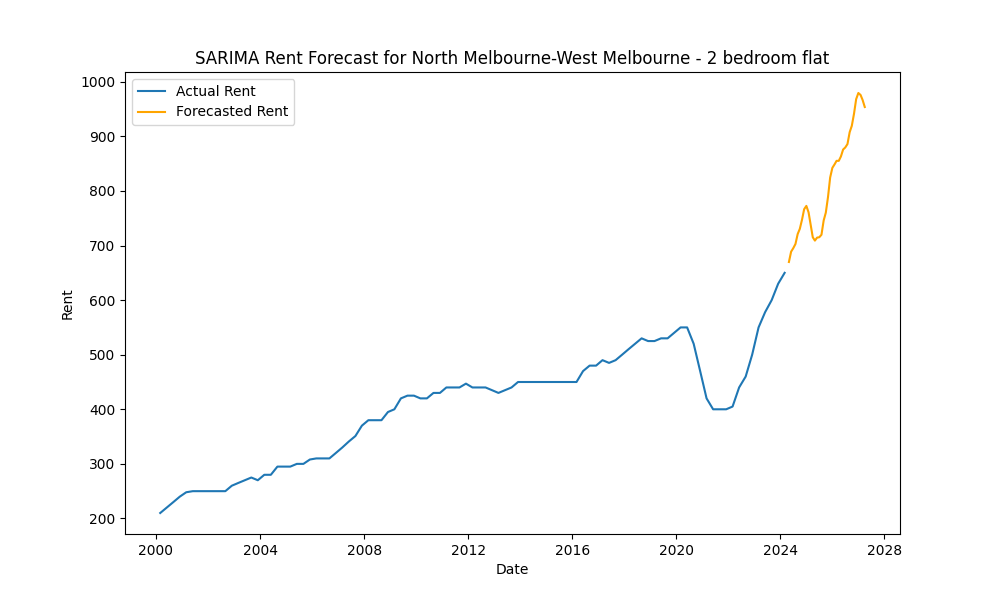 SARIMA Rent Forecast for North Melbourne-West Melbourne - 2 bedroom flat
Actual Rent
Forecasted Rent
1000
900
800
700
600
500
400
300
200
Rent
2000 2004 2008 2012 2016 2020 2024 2028
Date